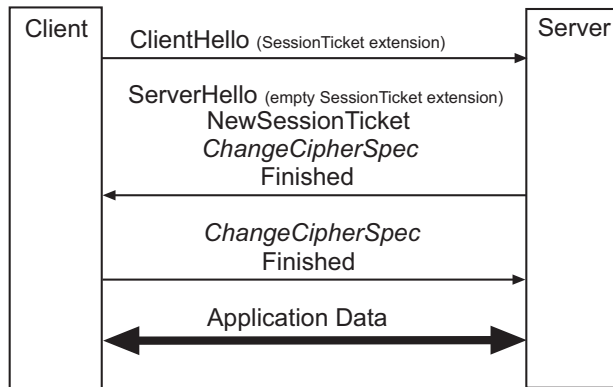 Client
Server
ClientHello (SessionTicket extension)
ServerHello (empty SessionTicket extension)
NewSessionTicket
ChangeCipherSpec
Finished
ChangeCipherSpec
Finished
Application Data